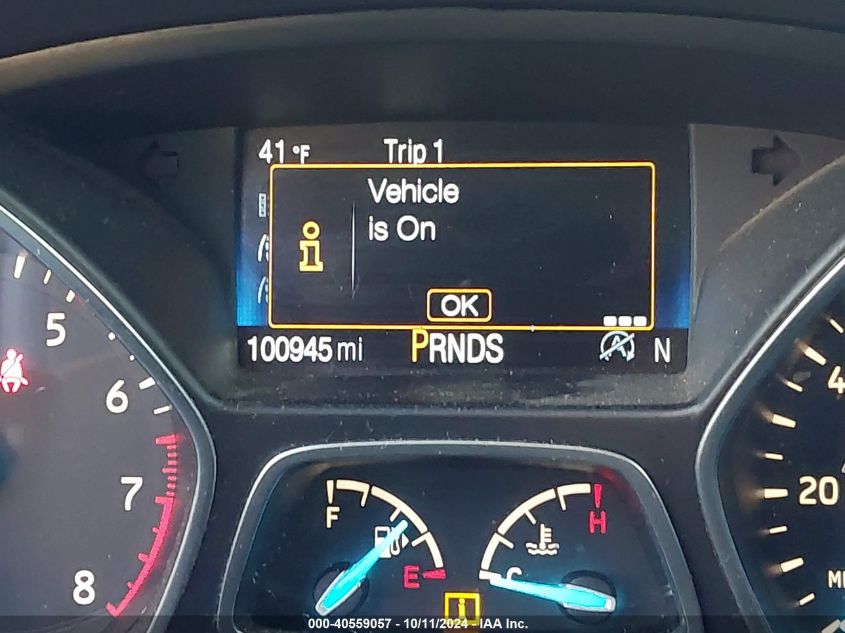 41 °F Trip 1
Vehicle
is On
OK
100945 mi PRNDS N
5
6
7
8
F
E
C
H
4
20
000-40559057 - 10/11/2024 - IAA Inc.